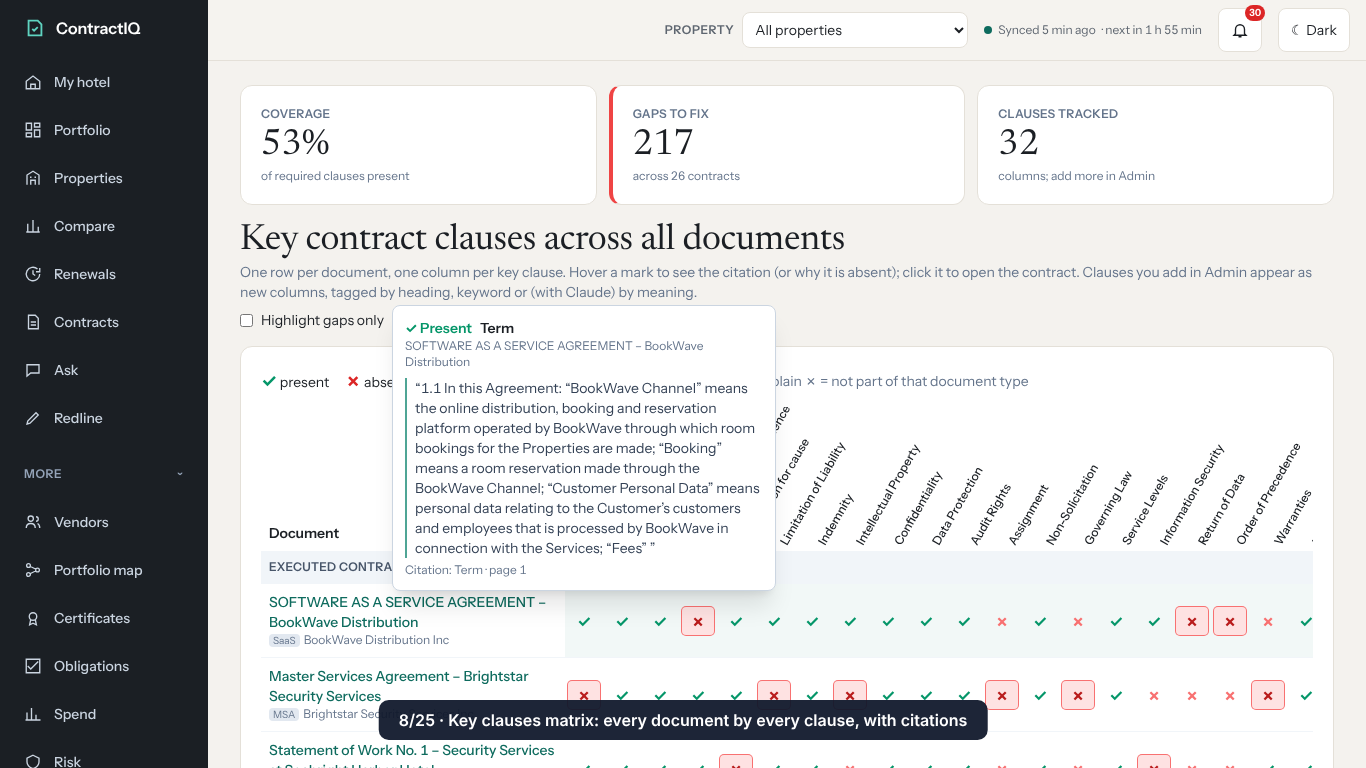 ContractIQ
My hotel
Portfolio
Properties
Compare
Renewals
Contracts
Ask
Redline
MORE
Vendors
Portfolio map
Certificates
Obligations
Spend
Risk
PROPERTY
All properties
Synced 5 min ago · next in 1 h 55 min
30
Dark
COVERAGE
53%
of required clauses present
GAPS TO FIX
217
across 26 contracts
CLAUSES TRACKED
32
columns; add more in Admin
Key contract clauses across all documents
One row per document, one column per key clause. Hover a mark to see the citation (or why it is absent); click it to open the contract. Clauses you add in Admin appear as
new columns, tagged by heading, keyword or (with Claude) by meaning.
Highlight gaps only
✓ Present Term
SOFTWARE AS A SERVICE AGREEMENT – BookWave
Distribution
“1.1 In this Agreement: “BookWave Channel” means
the online distribution, booking and reservation
platform operated by BookWave through which room
bookings for the Properties are made; “Booking”
means a room reservation made through the
BookWave Channel; “Customer Personal Data” means
personal data relating to the Customer’s customers
and employees that is processed by BookWave in
connection with the Services; “Fees” ”
Citation: Term · page 1
✓ present
✕ abse
plain × = not part of that document type
Document
ence
on for cause
Limitation of Liability
Indemnity
Intellectual Property
Confidentiality
Data Protection
Audit Rights
Assignment
Non-Solicitation
Governing Law
Service Levels
Information Security
Return of Data
Order of Precedence
Warranties
EXECUTED CONTRA
SOFTWARE AS A SERVICE AGREEMENT –
BookWave Distribution
SaaS BookWave Distribution Inc
Master Services Agreement – Brightstar
Security Services
MSA Brightstar Sec
8/25 · Key clauses matrix: every document by every clause, with citations
Statement of Work No. 1 – Security Services